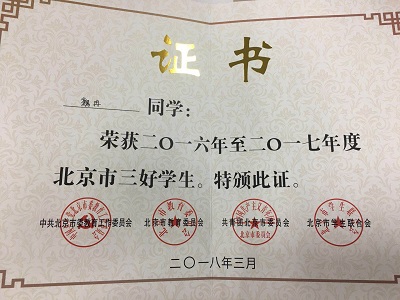 证书
魏冉 同学：
荣获二〇一六年至二〇一七年度
北京市三好学生。特颁此证。
中共北京市委教育工作委员会 北京市教育委员会 共青团北京市委员会 北京市学生联合会
二〇一八年三月